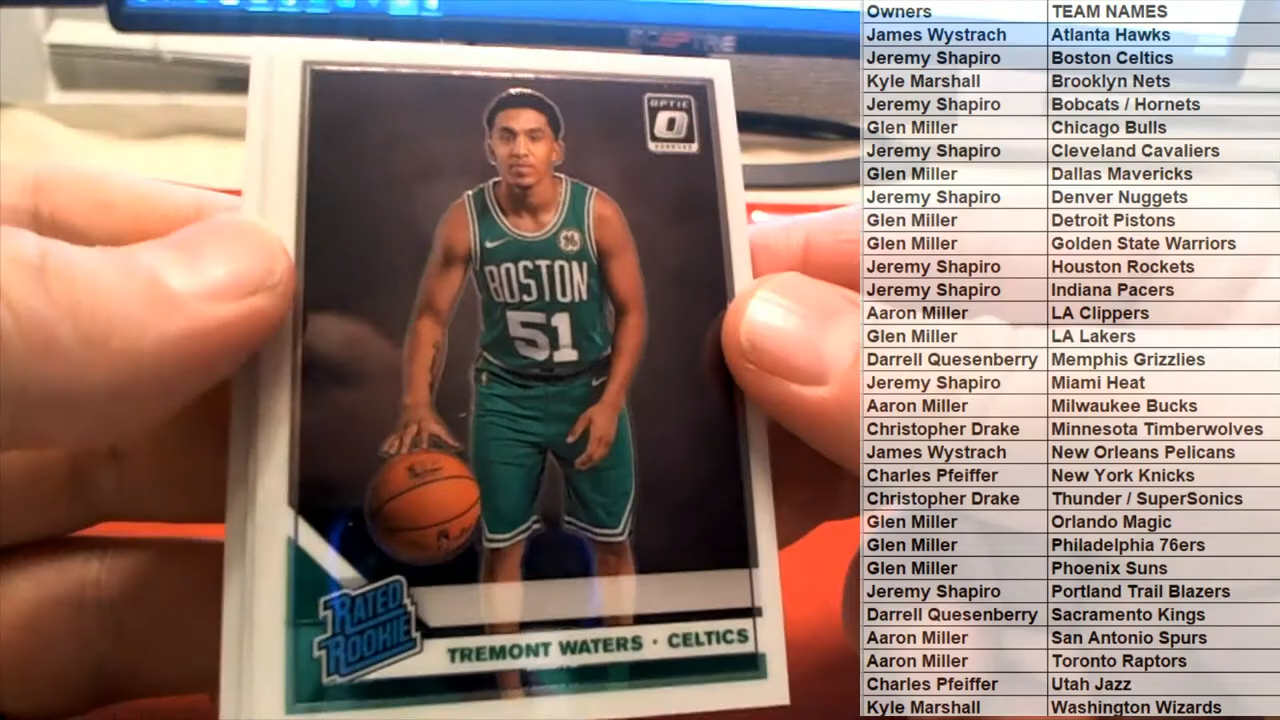 SCEPTRE
OPTIC
BOSTON
51
RATED
ROOKIE
TREMONT WATERS · CELTICS
Owners TEAM NAMES
James Wystrach Atlanta Hawks
Jeremy Shapiro Boston Celtics
Kyle Marshall Brooklyn Nets
Jeremy Shapiro Bobcats / Hornets
Glen Miller Chicago Bulls
Jeremy Shapiro Cleveland Cavaliers
Glen Miller Dallas Mavericks
Jeremy Shapiro Denver Nuggets
Glen Miller Detroit Pistons
Glen Miller Golden State Warriors
Jeremy Shapiro Houston Rockets
Jeremy Shapiro Indiana Pacers
Aaron Miller LA Clippers
Glen Miller LA Lakers
Darrell Quesenberry Memphis Grizzlies
Jeremy Shapiro Miami Heat
Aaron Miller Milwaukee Bucks
Christopher Drake Minnesota Timberwolves
James Wystrach New Orleans Pelicans
Charles Pfeiffer New York Knicks
Christopher Drake Thunder / SuperSonics
Glen Miller Orlando Magic
Glen Miller Philadelphia 76ers
Glen Miller Phoenix Suns
Jeremy Shapiro Portland Trail Blazers
Darrell Quesenberry Sacramento Kings
Aaron Miller San Antonio Spurs
Aaron Miller Toronto Raptors
Charles Pfeiffer Utah Jazz
Kyle Marshall Washington Wizards